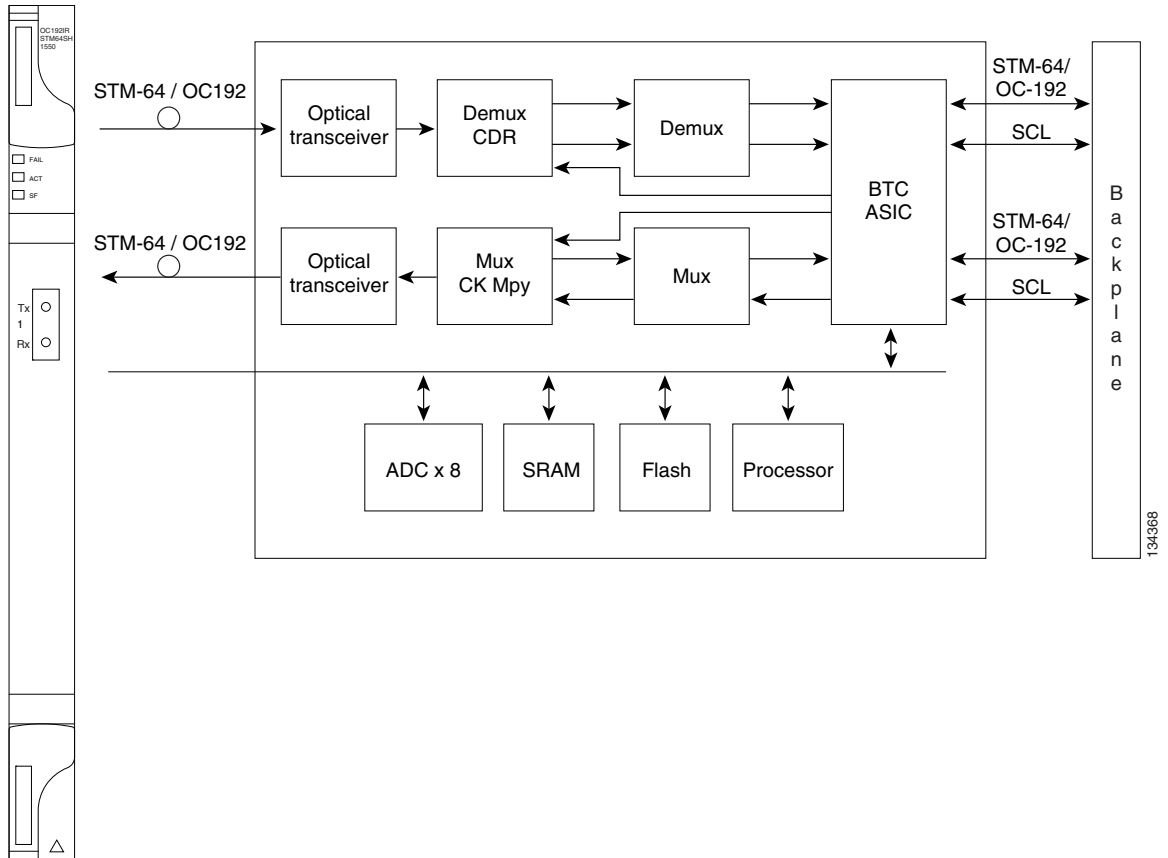 OC192IR
STM64SH
1550
FAIL
ACT
SF
Tx
1
Rx
STM-64 / OC192
Optical
transceiver
Demux
CDR
Demux
BTC
ASIC
STM-64/
OC-192
SCL
STM-64 / OC192
Optical
transceiver
Mux
CK Mpy
Mux
STM-64/
OC-192
SCL
ADC x 8
SRAM
Flash
Processor
Backplane
134368